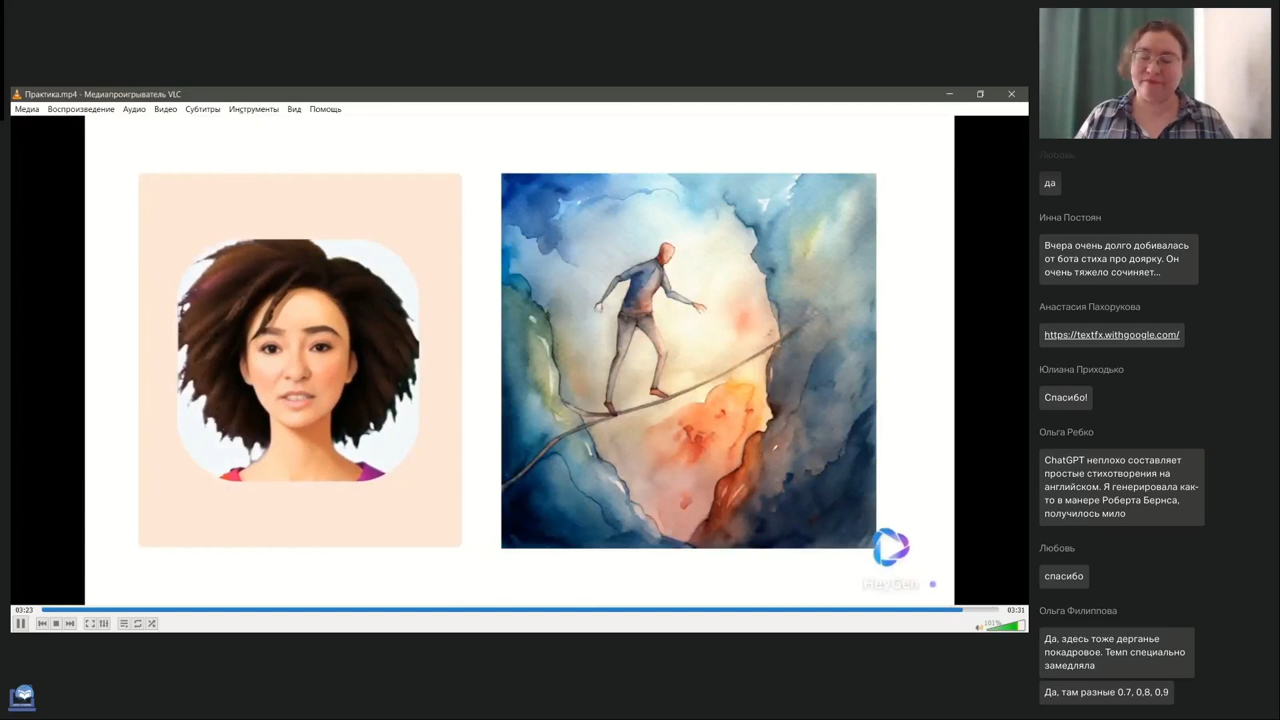 Практика.mp4 - Медиапроигрыватель VLC
Медиа Воспроизведение Аудио Видео Субтитры Инструменты Вид Помощь
HeyGen
03:23
03:31
101%
Любовь
да
Инна Постоян
Вчера очень долго добивалась
от бота стиха про доярку. Он
очень тяжело сочиняет...
Анастасия Пахорукова
https://textfx.withgoogle.com/
Юлиана Приходько
Спасибо!
Ольга Ребко
ChatGPT неплохо составляет
простые стихотворения на
английском. Я генерировала как-
то в манере Роберта Бернса,
получилось мило
Любовь
спасибо
Ольга Филиппова
Да, здесь тоже дерганье
покадровое. Темп специально
замедляла
Да, там разные 0.7, 0,8, 0.9